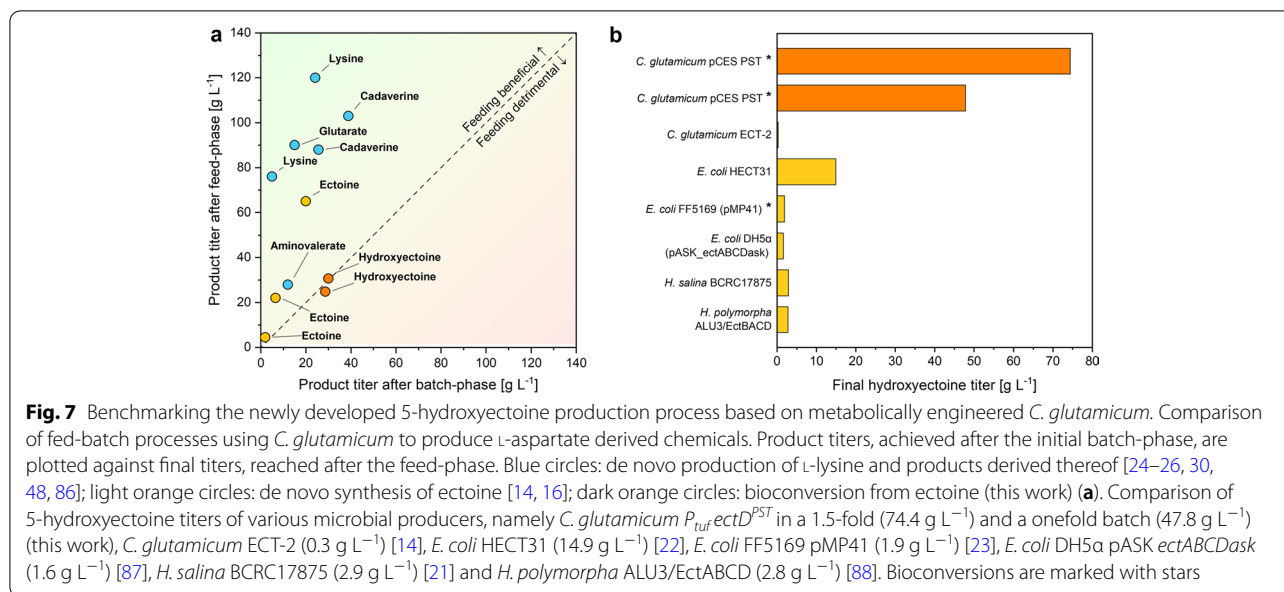 a
140
120
100
80
60
40
20
0
Product titer after feed-phase [g L⁻¹]
Lysine
Cadaverine
Glutarate
Cadaverine
Lysine
Ectoine
Aminovalerate
Hydroxyectoine
Hydroxyectoine
Ectoine
Ectoine
Feeding beneficial ↑
Feeding detrimental ↓
0 20 40 60 80 100 120 140
Product titer after batch-phase [g L⁻¹]
b
C. glutamicum pCES PST *
C. glutamicum pCES PST *
C. glutamicum ECT-2
E. coli HECT31
E. coli FF5169 (pMP41) *
E. coli DH5α
(pASK_ectABCDask)
H. salina BCRC17875
H. polymorpha
ALU3/EctBACD
0 10 20 30 40 50 60 70 80
Final hydroxyectoine titer [g L⁻¹]
Fig. 7 Benchmarking the newly developed 5-hydroxyectoine production process based on metabolically engineered C. glutamicum. Comparison
of fed-batch processes using C. glutamicum to produce L-aspartate derived chemicals. Product titers, achieved after the initial batch-phase, are
plotted against final titers, reached after the feed-phase. Blue circles: de novo production of L-lysine and products derived thereof [24–26, 30,
48, 86]; light orange circles: de novo synthesis of ectoine [14, 16]; dark orange circles: bioconversion from ectoine (this work) (a). Comparison of
5-hydroxyectoine titers of various microbial producers, namely C. glutamicum P_tuf ectD^PST in a 1.5-fold (74.4 g L⁻¹) and a onefold batch (47.8 g L⁻¹)
(this work), C. glutamicum ECT-2 (0.3 g L⁻¹) [14], E. coli HECT31 (14.9 g L⁻¹) [22], E. coli FF5169 pMP41 (1.9 g L⁻¹) [23], E. coli DH5α pASK ectABCDask
(1.6 g L⁻¹) [87], H. salina BCRC17875 (2.9 g L⁻¹) [21] and H. polymorpha ALU3/EctABCD (2.8 g L⁻¹) [88]. Bioconversions are marked with stars